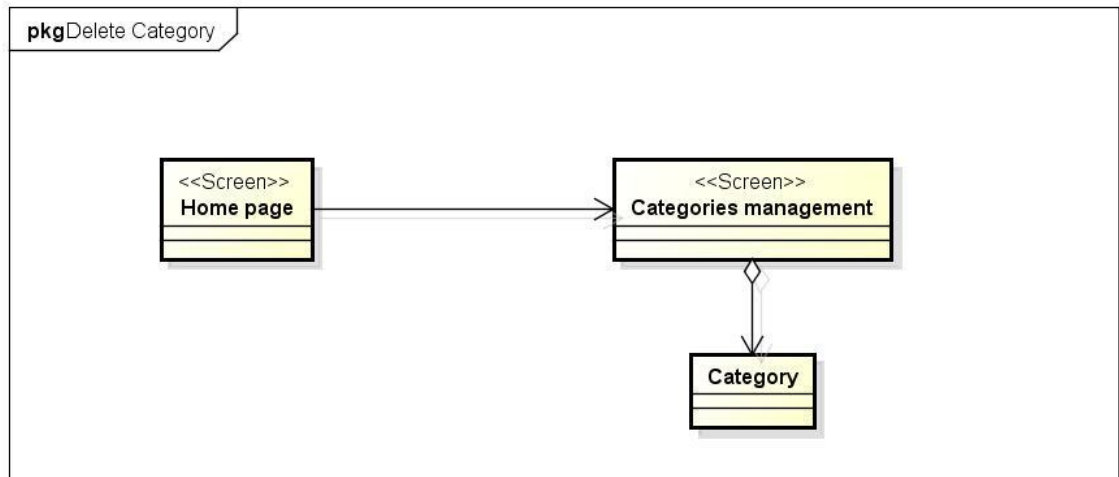 pkgDelete Category
<<Screen>>
Home page
<<Screen>>
Categories management
Category